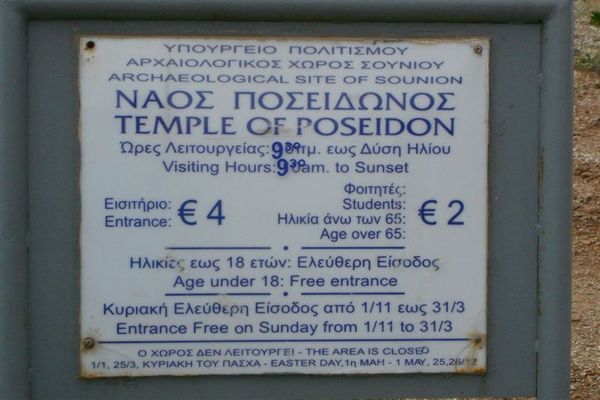 ΥΠΟΥΡΓΕΙΟ ΠΟΛΙΤΙΣΜΟΥ
ΑΡΧΑΙΟΛΟΓΙΚΟΣ ΧΩΡΟΣ ΣΟΥΝΙΟΥ
ARCHAEOLOGICAL SITE OF SOUNION
ΝΑΟΣ ΠΟΣΕΙΔΩΝΟΣ
TEMPLE OF POSEIDON
Ώρες Λειτουργείας: 9³⁰ πμ. εως Δύση Ηλίου
Visiting Hours: 9³⁰ am. to Sunset
Εισιτήριο: € 4
Entrance:
Φοιτητές:
Students:
Ηλικία άνω των 65: € 2
Age over 65:
Ηλικίες εως 18 ετών: Ελεύθερη Είσοδος
Age under 18: Free entrance
Κυριακή Ελεύθερη Είσοδος από 1/11 εως 31/3
Entrance Free on Sunday from 1/11 to 31/3
Ο ΧΩΡΟΣ ΔΕΝ ΛΕΙΤΟΥΡΓΕΙ - THE AREA IS CLOSED
1/1, 25/3, ΚΥΡΙΑΚΗ ΤΟΥ ΠΑΣΧΑ - EASTER DAY, 1η ΜΑΗ - 1 MAY, 25,26/12